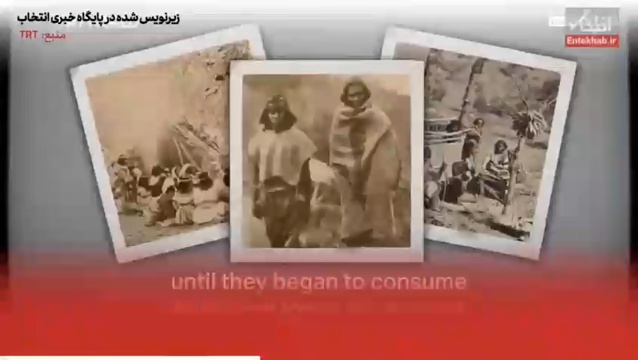 زیرنویس شده در پایگاه خبری انتخاب
منبع: TRT
Entekhab.ir
until they began to consume